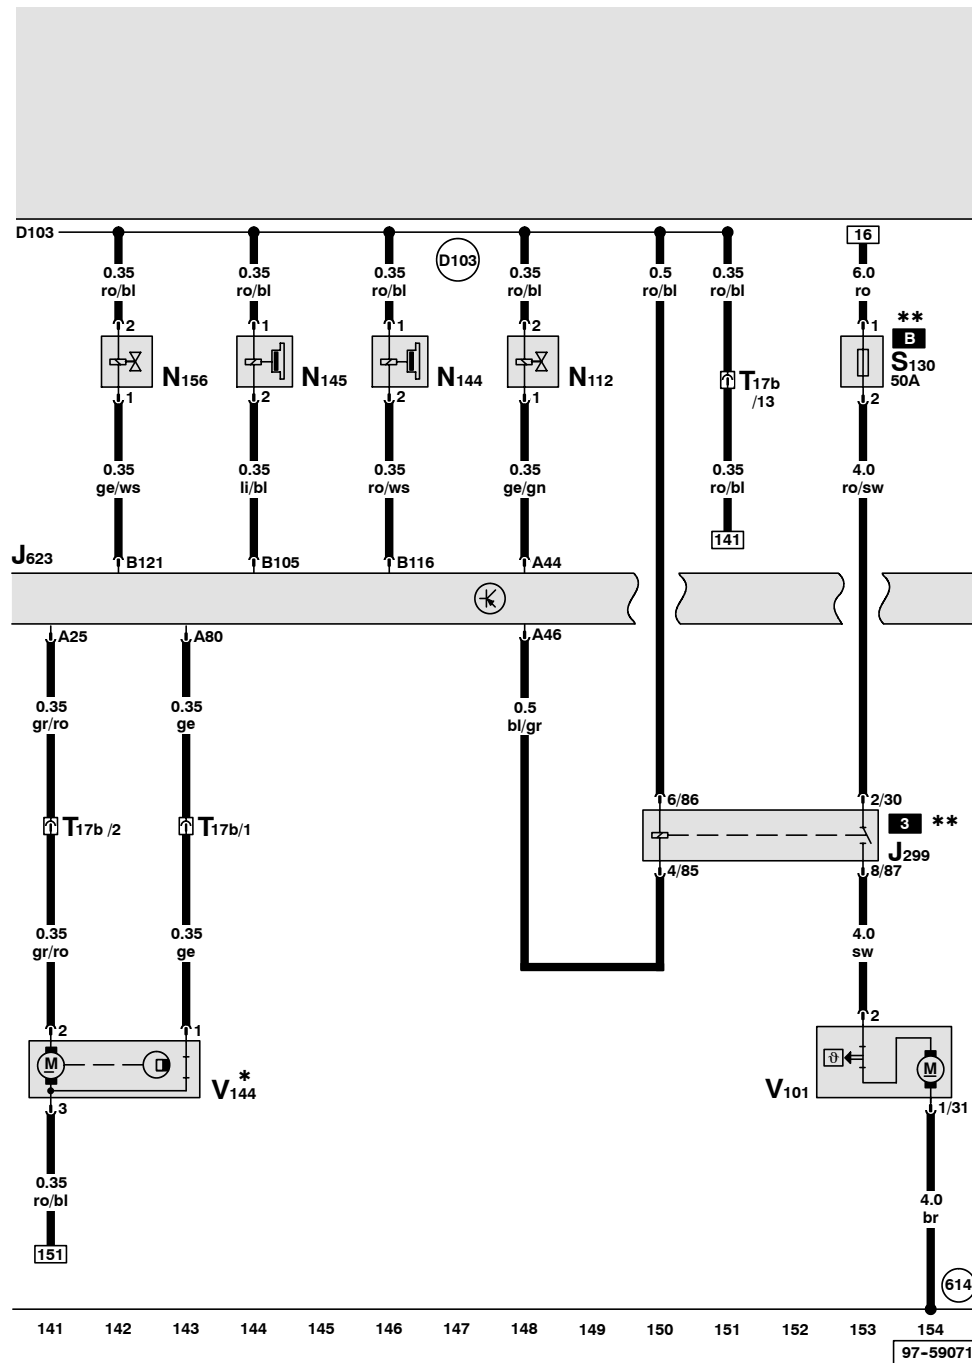 D103
16
0.35 0.35 0.35 D103 0.35 0.5 0.35 6.0
ro/bl ro/bl ro/bl ro/bl ro/bl ro/bl ro
**
2 1 1 2 1 B
N156 N145 N144 N112 T17b S130
/13 50A
1 2 2 1 2
0.35 0.35 0.35 0.35 0.35 4.0
ge/ws li/bl ro/ws ge/gn ro/bl ro/sw
141
J623 B121 B105 B116 A44
A25 A80 A46
0.35 0.35 0.5
gr/ro ge bl/gr
6/86 2/30
T17b /2 T17b/1 3 **
J299
4/85 8/87
0.35 0.35 4.0
gr/ro ge sw
2 1 2
M V144 * V101 ϑ M
3 1/31
0.35 4.0
ro/bl br
151
614
141 142 143 144 145 146 147 148 149 150 151 152 153 154
97-59071